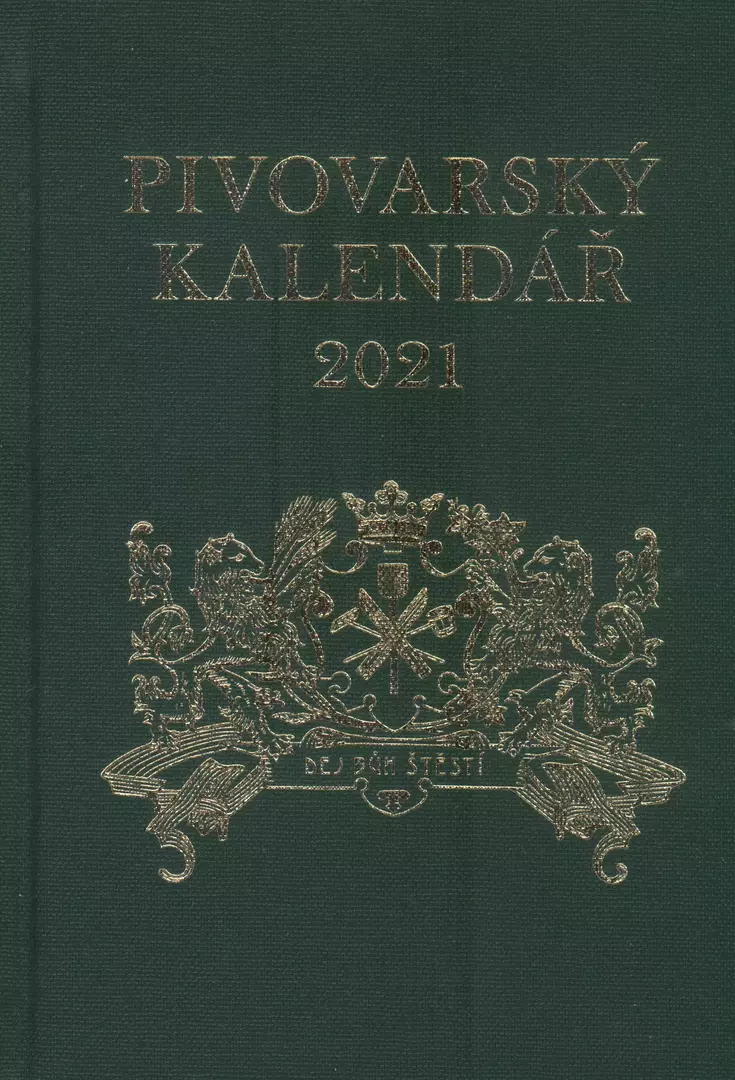 PIVOVARSKÝ
KALENDÁŘ
2021
DEJ BŮH ŠTĚSTÍ